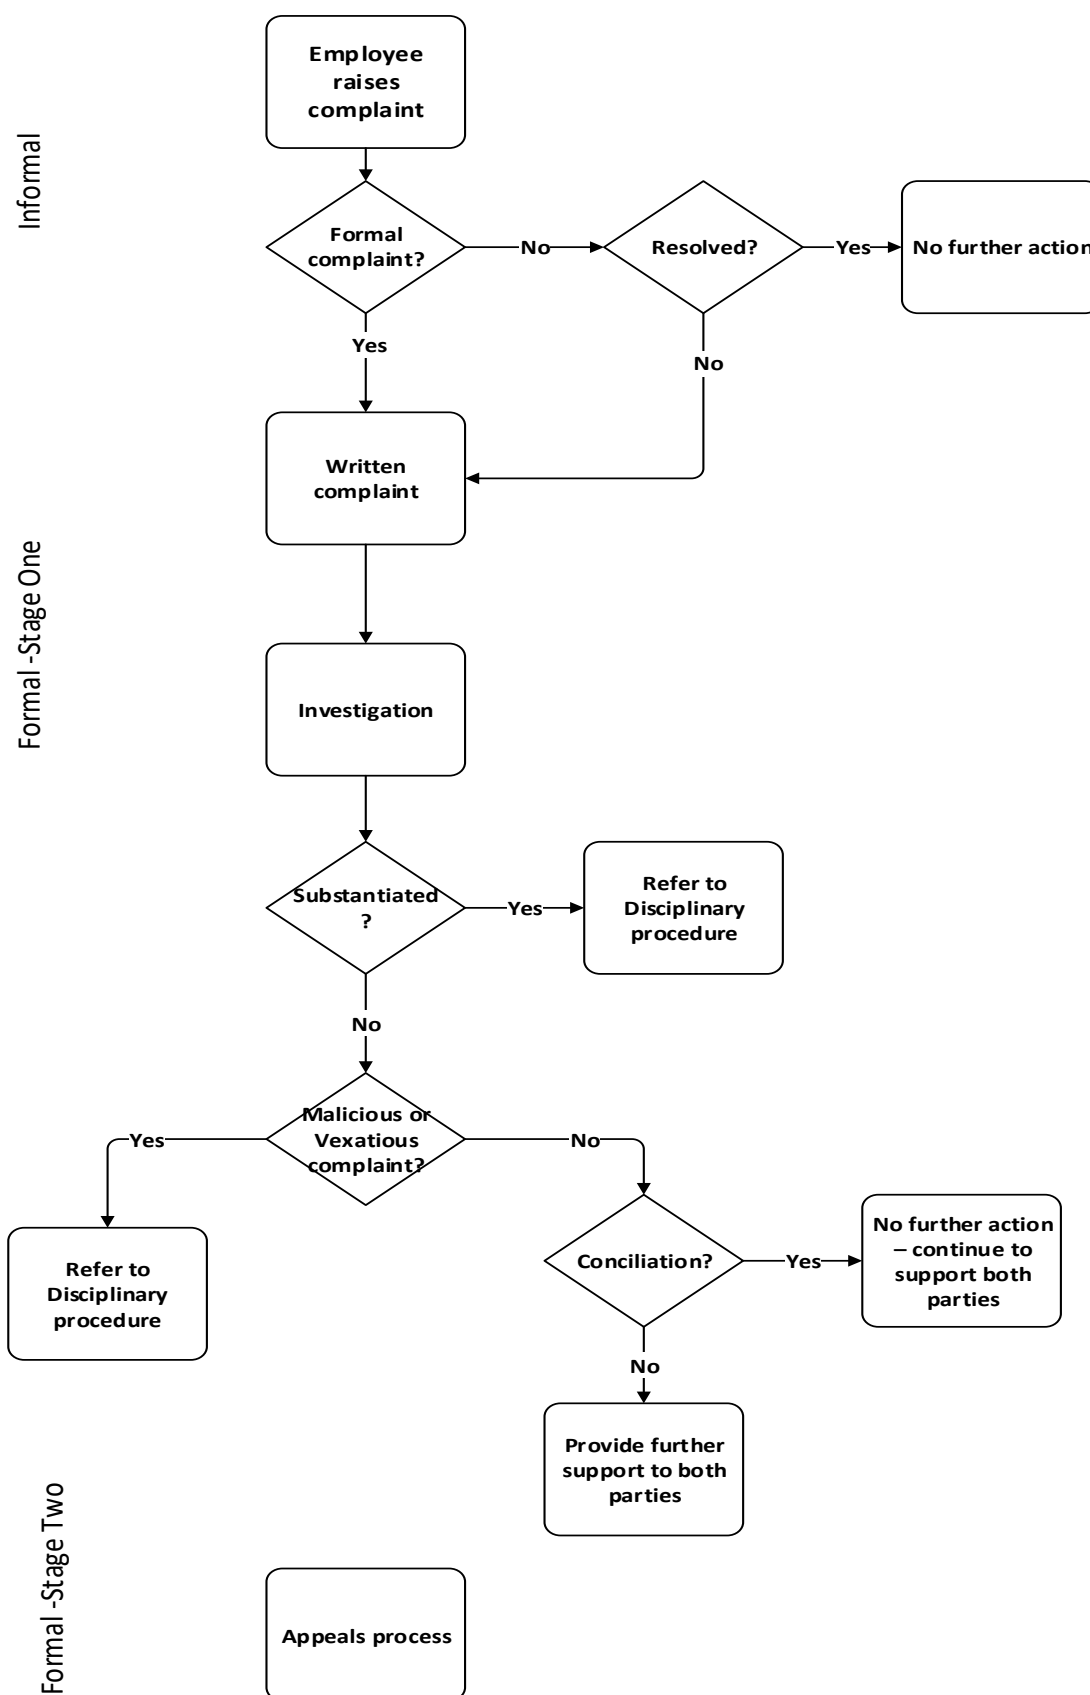 Employee
raises
complaint
Informal
Formal
complaint?
No
Resolved?
Yes
No further action
Yes
No
Written
complaint
Formal -Stage One
Investigation
Substantiated
?
Yes
Refer to
Disciplinary
procedure
No
Malicious or
Vexatious
complaint?
Yes
No
Refer to
Disciplinary
procedure
Conciliation?
Yes
No further action
– continue to
support both
parties
No
Provide further
support to both
parties
Formal -Stage Two
Appeals process